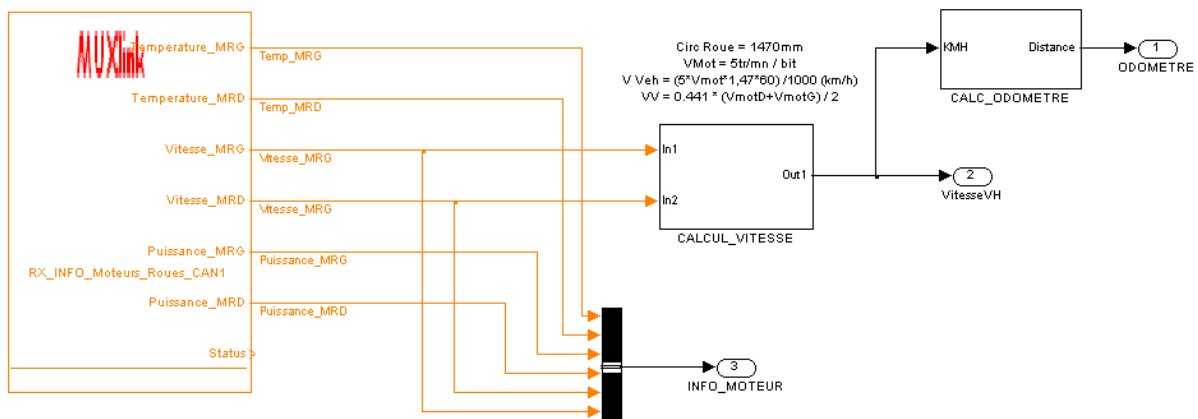 MUXlink
Temperature_MRG
Temp_MRG
Temperature_MRD
Temp_MRD
Vitesse_MRG
Vitesse_MRG
Vitesse_MRD
Vitesse_MRG
Puissance_MRG
Puissance_MRG
RX_INFO_Moteurs_Roues_CAN1
Puissance_MRD
Puissance_MRD
Status
Circ Roue = 1470mm
VMot = 5tr/mn / bit
V Veh = (5*Vmot*1,47*60) /1000 (km/h)
VV = 0.441 * (VmotD+VmotG) / 2
In1
In2
Out1
CALCUL_VITESSE
KMH
Distance
CALC_ODOMETRE
1
ODOMETRE
2
VitesseVH
3
INFO_MOTEUR